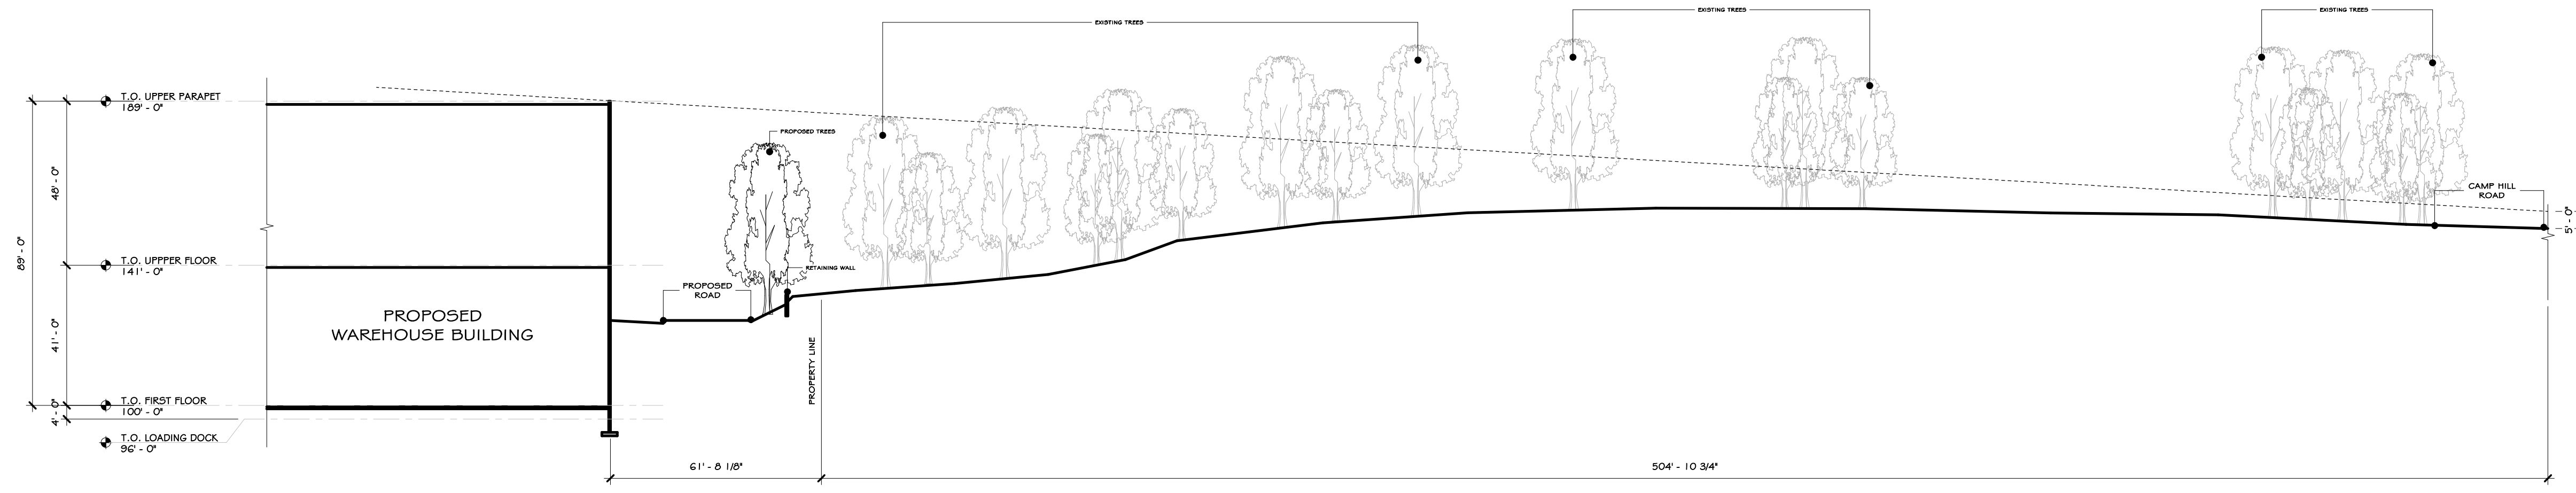 EXISTING TREES
EXISTING TREES
EXISTING TREES
T.O. UPPER PARAPET
189' - 0"
PROPOSED TREES
48' - 0"
89' - 0"
CAMP HILL
ROAD
5' - 0"
T.O. UPPPER FLOOR
141' - 0"
RETAINING WALL
PROPOSED
ROAD
PROPOSED
WAREHOUSE BUILDING
41' - 0"
PROPERTY LINE
T.O. FIRST FLOOR
100' - 0"
4' - 0"
T.O. LOADING DOCK
96' - 0"
61' - 8 1/8"
504' - 10 3/4"